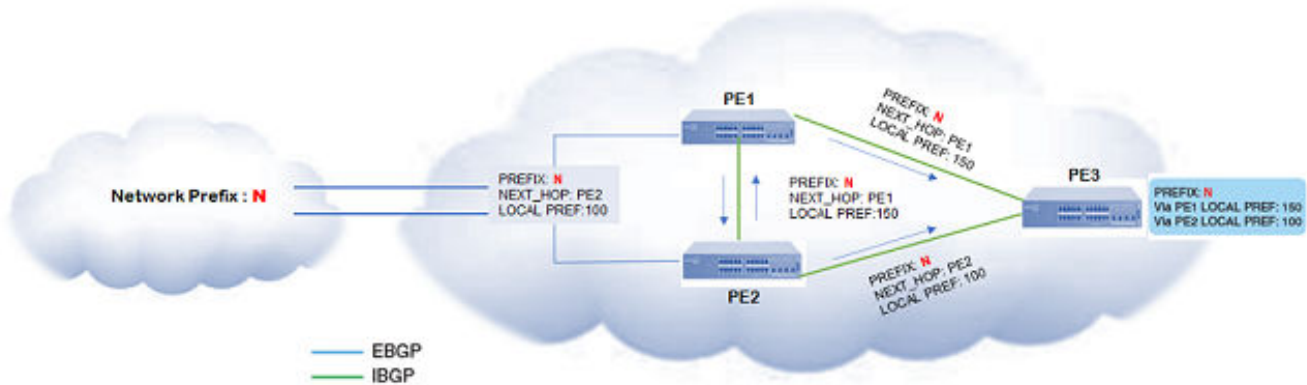 PE1
PREFIX: N
NEXT_HOP: PE1
LOCAL PREF: 150
Network Prefix : N
PREFIX: N
NEXT_HOP: PE2
LOCAL PREF:100
PREFIX: N
NEXT_HOP: PE1
LOCAL PREF:150
PE3
PREFIX: N
Via PE1 LOCAL PREF: 150
Via PE2 LOCAL PREF: 100
PE2
PREFIX: N
NEXT_HOP: PE2
LOCAL PREF: 100
EBGP
IBGP